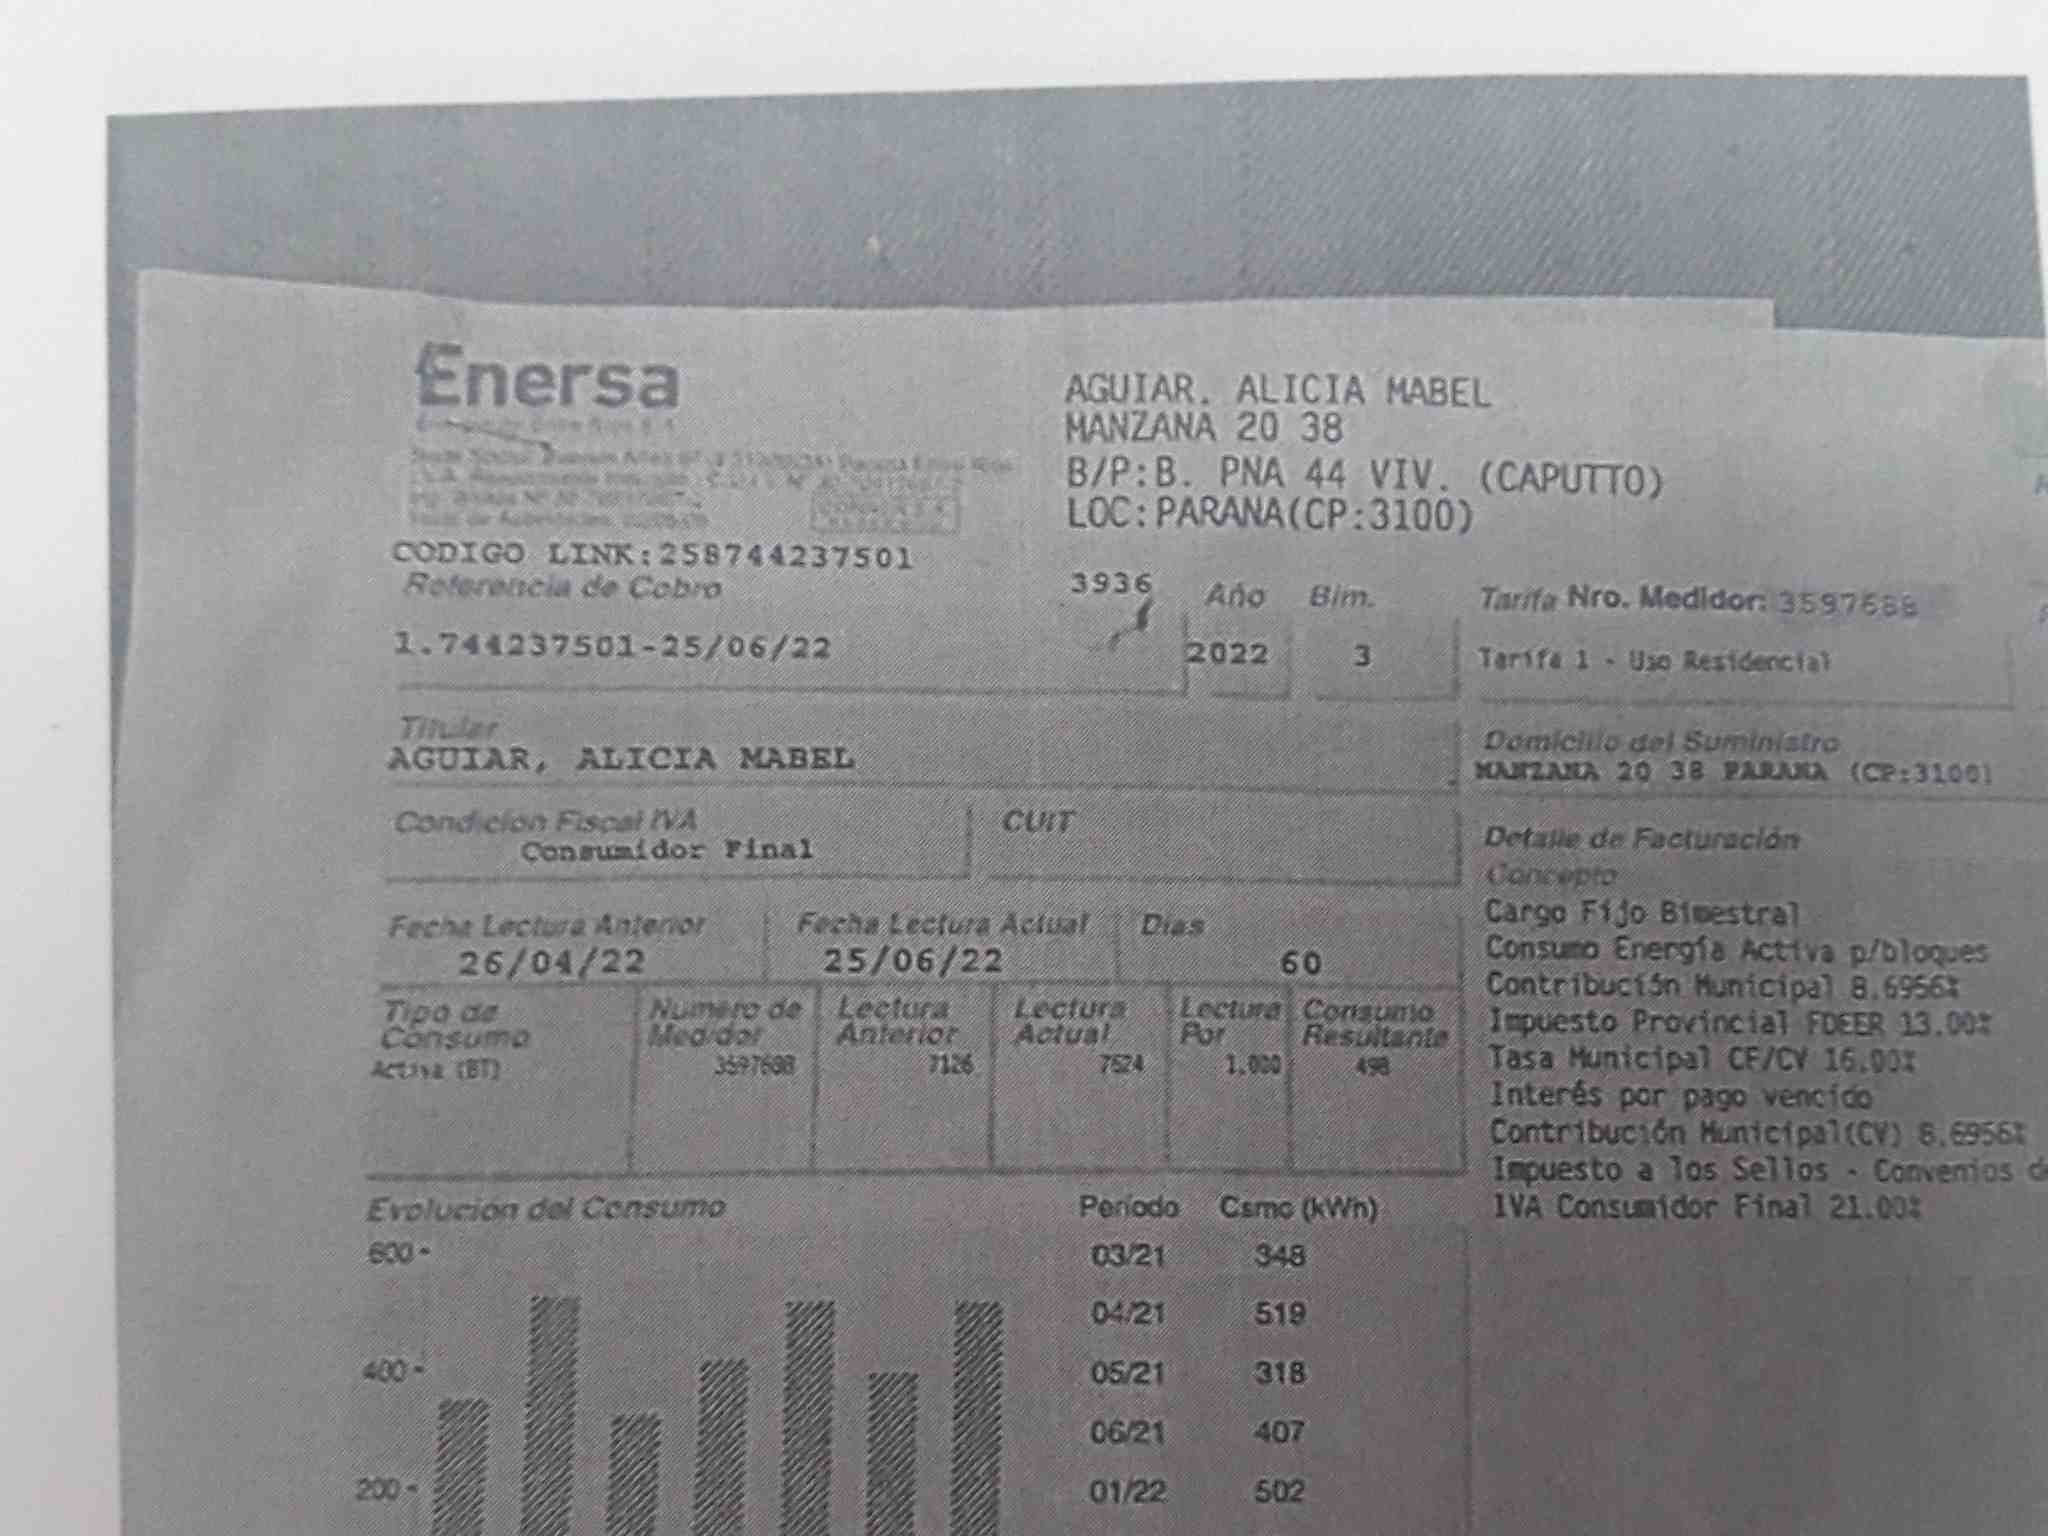 Enersa
AGUIAR. ALICIA MABEL
MANZANA 20 38
B/P:B. PNA 44 VIV. (CAPUTTO)
LOC:PARANA(CP:3100)
CODIGO LINK:258744237501
Referencia de Cobro
3936
Año
Bim.
Tarifa Nro. Medidor: 3597688
1.744237501-25/06/22
2022
3
Tarifa 1 - Uso Residencial
Titular
AGUIAR, ALICIA MABEL
Domicilio del Suministro
MANZANA 20 38 PARANA (CP:3100)
Condición Fiscal IVA
Consumidor Final
CUIT
Detalle de Facturación
Concepto
Cargo Fijo Bimestral
Consumo Energía Activa p/bloques
Contribución Municipal 8.6956%
Impuesto Provincial FDEER 13.00%
Tasa Municipal CF/CV 16.00%
Interés por pago vencido
Contribución Municipal(CV) 8.6956%
Impuesto a los Sellos - Convenios
IVA Consumidor Final 21.00%
Fecha Lectura Anterior
Fecha Lectura Actual
Días
26/04/22
25/06/22
60
Tipo de Consumo
Número de Medidor
Lectura Anterior
Lectura Actual
Lectura Por
Consumo Resultante
Activa (BT)
3597688
7126
7624
1.000
498
Evolución del Consumo
Período Csmo (kWh)
600
03/21 348
04/21 519
400
05/21 318
06/21 407
200
01/22 502